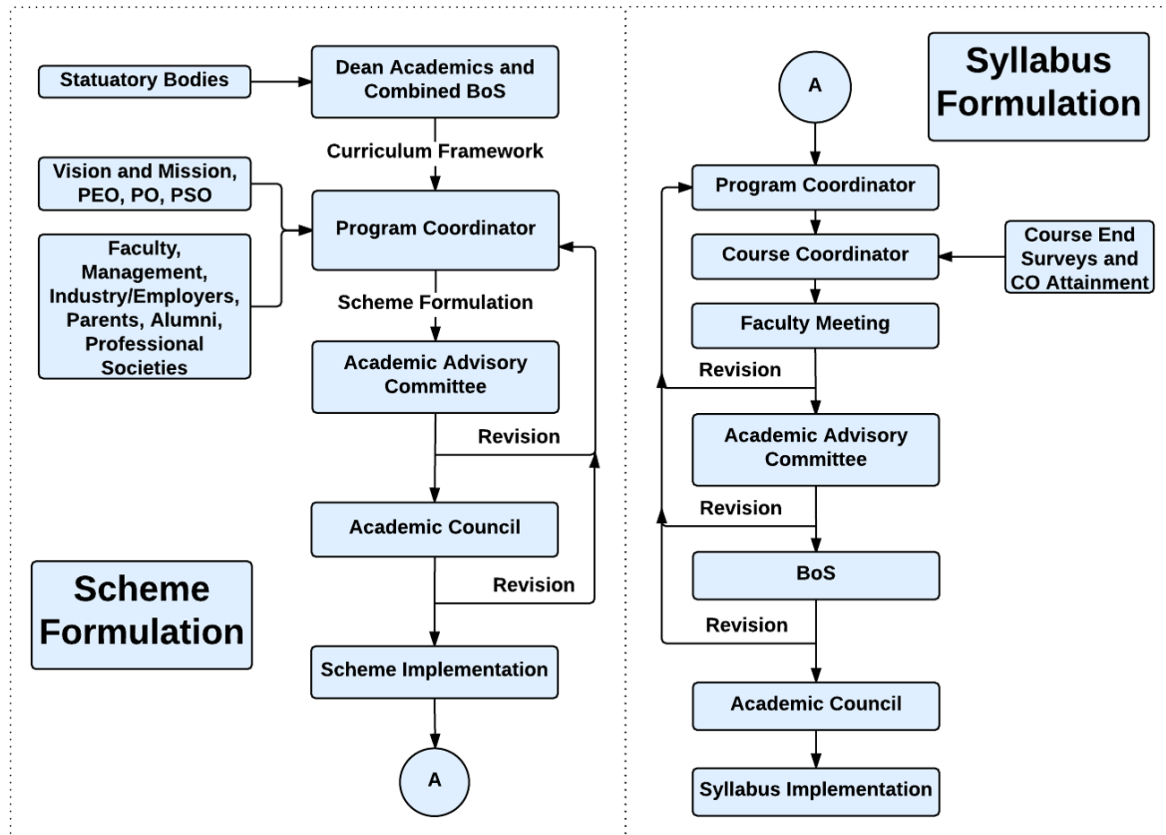 Statuatory Bodies
Dean Academics and
Combined BoS
Curriculum Framework
Vision and Mission,
PEO, PO, PSO
Program Coordinator
Faculty,
Management,
Industry/Employers,
Parents, Alumni,
Professional
Societies
Scheme Formulation
Academic Advisory
Committee
Revision
Academic Council
Revision
Scheme
Formulation
Scheme Implementation
A
Syllabus
Formulation
A
Program Coordinator
Course Coordinator
Course End
Surveys and
CO Attainment
Faculty Meeting
Revision
Academic Advisory
Committee
Revision
BoS
Revision
Academic Council
Syllabus Implementation